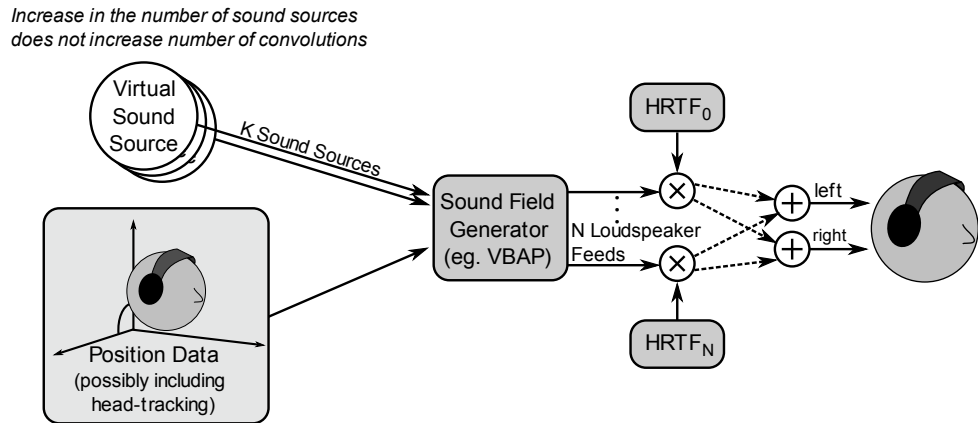 Increase in the number of sound sources
does not increase number of convolutions
Virtual
Sound
Source
K Sound Sources
Position Data
(possibly including
head-tracking)
Sound Field
Generator
(eg. VBAP)
N Loudspeaker
Feeds
HRTF0
HRTFN
left
right